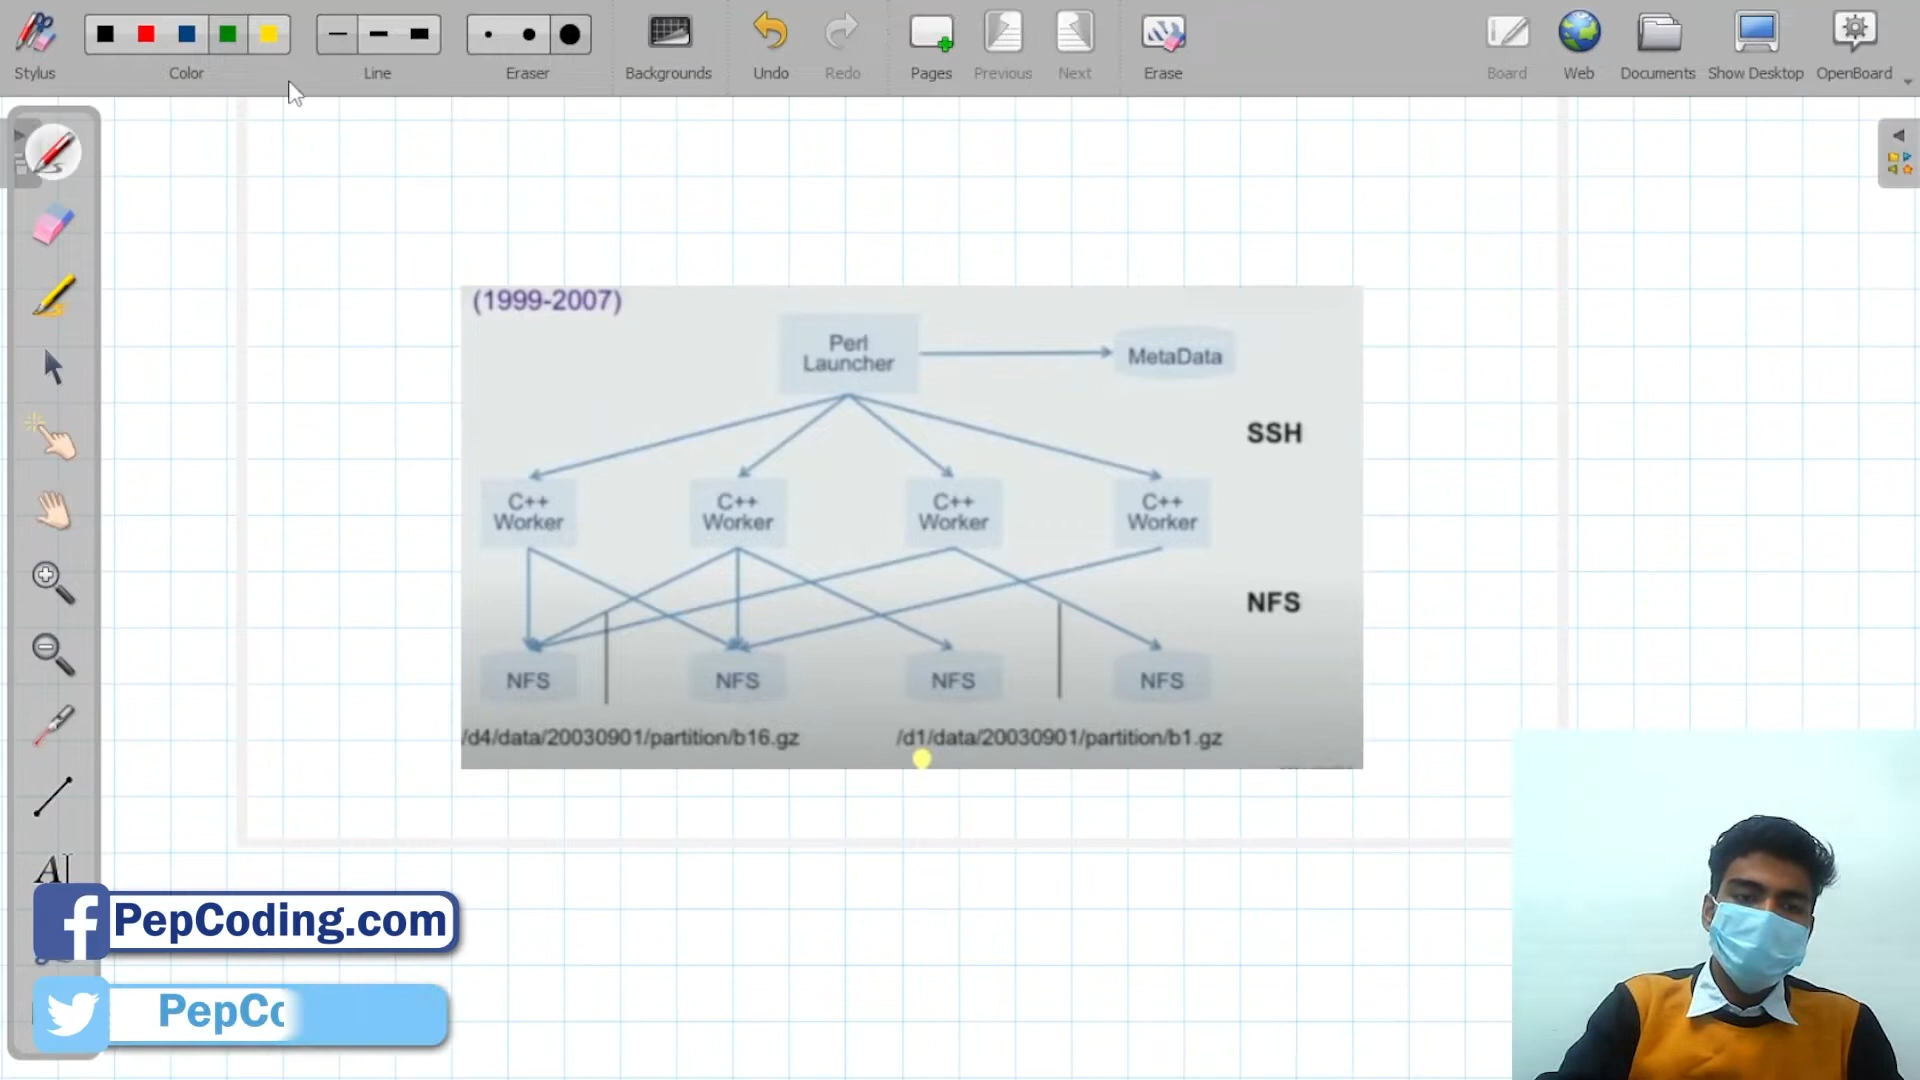 Stylus
Color
Line
Eraser
Backgrounds
Undo
Redo
Pages
Previous
Next
Erase
Board
Web
Documents
Show Desktop
OpenBoard
(1999-2007)
Perl
Launcher
MetaData
SSH
C++
Worker
C++
Worker
C++
Worker
C++
Worker
NFS
NFS
NFS
NFS
NFS
/d4/data/20030901/partition/b16.gz
/d1/data/20030901/partition/b1.gz
A
PepCoding.com
PepCo